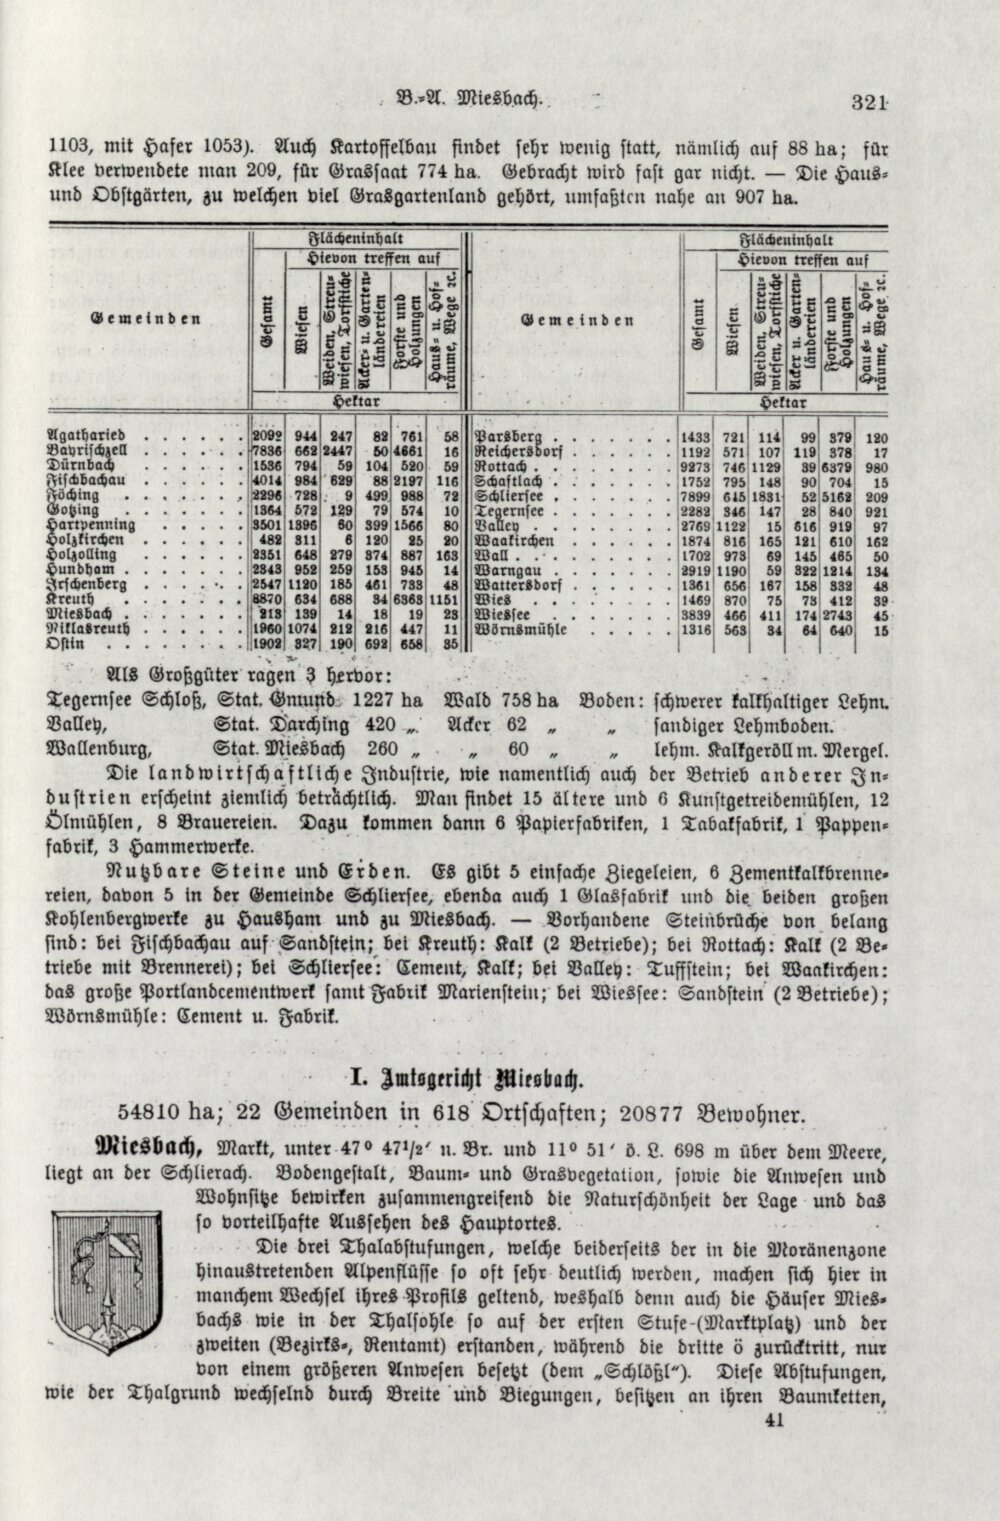 B.-A. Miesbach.
321
1103, mit Hafer 1053). Auch Kartoffelbau findet sehr wenig statt, nämlich auf 88 ha; für
Klee verwendete man 209, für Grassaat 774 ha. Gebracht wird fast gar nicht. — Die Haus-
und Obstgärten, zu welchen viel Grasgartenland gehört, umfaßten nahe an 907 ha.
Gemeinden
Flächeninhalt
Hievon treffen auf
Gesamt
Wiesen
Weiden, Streu-
wiesen, Torfstiche
Äcker u. Garten-
ländereien
Forste und
Holzungen
Haus- u. Hof-
räume, Wege ꝛc.
Hektar
Gemeinden
Flächeninhalt
Hievon treffen auf
Gesamt
Wiesen
Weiden, Streu-
wiesen, Torfstiche
Äcker u. Garten-
ländereien
Forste und
Holzungen
Haus- u. Hof-
räume, Wege ꝛc.
Hektar
Agatharied . . . . . . 2092 944 247 82 761 58
Bayrischzell . . . . . . 7836 662 2447 50 4661 16
Dürnbach . . . . . . 1536 794 59 104 520 59
Fischbachau . . . . . . 4014 984 629 88 2197 116
Föching . . . . . . 2296 728 9 499 988 72
Gotzing . . . . . . 1364 572 129 79 574 10
Hartpenning . . . . . . 3501 1396 60 399 1566 80
Holzkirchen . . . . . . 482 311 6 120 25 20
Holzolling . . . . . . 2351 648 279 374 887 163
Hundham . . . . . . 2343 952 259 153 945 14
Irschenberg . . . . . . 2547 1120 185 461 733 48
Kreuth . . . . . . 8870 634 688 34 6363 1151
Miesbach . . . . . . 213 139 14 18 19 23
Niklasreuth . . . . . . 1960 1074 212 216 447 11
Ostin . . . . . . 1902 327 190 692 658 35
Parsberg . . . . . . 1433 721 114 99 379 120
Reichersdorf . . . . . . 1192 571 107 119 378 17
Rottach . . . . . . 9273 746 1129 39 6379 980
Schaftlach . . . . . . 1752 795 148 90 704 15
Schliersee . . . . . . 7899 645 1831 52 5162 209
Tegernsee . . . . . . 2282 346 147 28 840 921
Valley . . . . . . 2769 1122 15 616 919 97
Waakirchen . . . . . . 1874 816 165 121 610 162
Wall . . . . . . 1702 973 69 145 465 50
Warngau . . . . . . 2919 1190 59 322 1214 134
Wattersdorf . . . . . . 1361 656 167 158 332 48
Wies . . . . . . 1469 870 75 73 412 39
Wiessee . . . . . . 3839 466 411 174 2743 45
Wörnsmühle . . . . . 1316 563 34 64 640 15
Als Großgüter ragen 3 hervor:
Tegernsee Schloß, Stat. Gmund 1227 ha Wald 758 ha Boden: schwerer kalkhaltiger Lehm.
Valley, Stat. Darching 420 „ Acker 62 „ „ sandiger Lehmboden.
Wallenburg, Stat. Miesbach 260 „ „ 60 „ „ lehm. Kalkgeröll m. Mergel.
Die landwirtschaftliche Industrie, wie namentlich auch der Betrieb anderer In-
dustrien erscheint ziemlich beträchtlich. Man findet 15 ältere und 6 Kunstgetreidemühlen, 12
Ölmühlen, 8 Brauereien. Dazu kommen dann 6 Papierfabriken, 1 Tabakfabrik, 1 Pappen-
fabrik, 3 Hammerwerke.
Nutzbare Steine und Erden. Es gibt 5 einfache Ziegeleien, 6 Zementkalkbrenne-
reien, davon 5 in der Gemeinde Schliersee, ebenda auch 1 Glasfabrik und die beiden großen
Kohlenbergwerke zu Hausham und zu Miesbach. — Vorhandene Steinbrüche von belang
sind: bei Fischbachau auf Sandstein; bei Kreuth: Kalk (2 Betriebe); bei Rottach: Kalk (2 Be-
triebe mit Brennerei); bei Schliersee: Cement, Kalk; bei Valley: Tuffstein; bei Waakirchen:
das große Portlandcementwerk samt Fabrik Marienstein; bei Wiessee: Sandstein (2 Betriebe);
Wörnsmühle: Cement u. Fabrik.
I. Amtsgericht Miesbach.
54810 ha; 22 Gemeinden in 618 Ortschaften; 20877 Bewohner.
Miesbach, Markt, unter 47° 47½′ n. Br. und 11° 51′ ö. L. 698 m über dem Meere,
liegt an der Schlierach. Bodengestalt, Baum- und Grasvegetation, sowie die Anwesen und
Wohnsitze bewirken zusammengreifend die Naturschönheit der Lage und das
so vorteilhafte Aussehen des Hauptortes.
Die drei Thalabstufungen, welche beiderseits der in die Moränenzone
hinaustretenden Alpenflüsse so oft sehr deutlich werden, machen sich hier in
manchem Wechsel ihres Profils geltend, weshalb denn auch die Häuser Mies-
bachs wie in der Thalsohle so auf der ersten Stufe (Marktplatz) und der
zweiten (Bezirks-, Rentamt) erstanden, während die dritte ö zurücktritt, nur
von einem größeren Anwesen besetzt (dem „Schlößl“). Diese Abstufungen,
wie der Thalgrund wechselnd durch Breite und Biegungen, besitzen an ihren Baumketten,
41